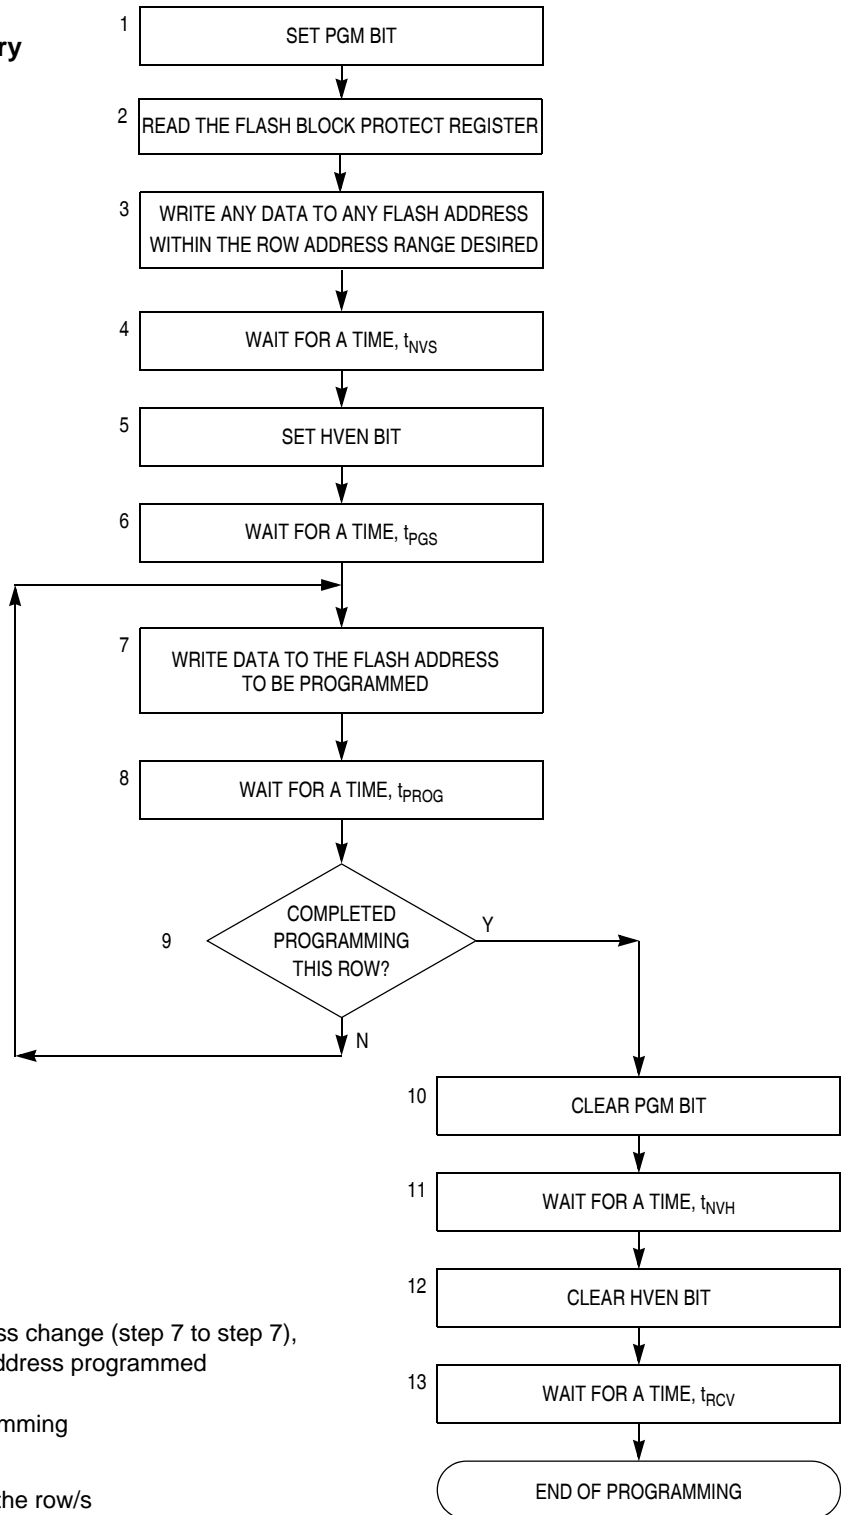 ry
1
SET PGM BIT
2
READ THE FLASH BLOCK PROTECT REGISTER
3
WRITE ANY DATA TO ANY FLASH ADDRESS
WITHIN THE ROW ADDRESS RANGE DESIRED
4
WAIT FOR A TIME, tNVS
5
SET HVEN BIT
6
WAIT FOR A TIME, tPGS
7
WRITE DATA TO THE FLASH ADDRESS
TO BE PROGRAMMED
8
WAIT FOR A TIME, tPROG
9
COMPLETED
PROGRAMMING
THIS ROW?
Y
N
10
CLEAR PGM BIT
11
WAIT FOR A TIME, tNVH
12
CLEAR HVEN BIT
13
WAIT FOR A TIME, tRCV
END OF PROGRAMMING
ss change (step 7 to step 7),
ddress programmed
mming
the row/s